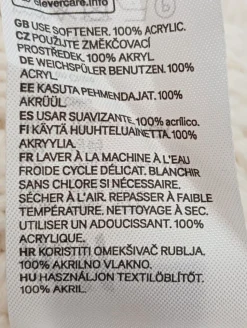 clevercare.info
GB USE SOFTENER. 100% ACRYLIC.
CZ POUŽIJTE ZMĚKČOVACÍ
PROSTŘEDEK. 100% AKRYL.
DE WEICHSPÜLER BENUTZEN. 100%
ACRYL.
EE KASUTA PEHMENDAJAT. 100%
AKRÜÜL.
ES USAR SUAVIZANTE. 100% acrílico.
FI KÄYTÄ HUUHTELUAINETTA. 100%
AKRYYLIA.
FR LAVER À LA MACHINE À L'EAU
FROIDE CYCLE DÉLICAT. BLANCHIR
SANS CHLORE SI NÉCESSAIRE.
SÉCHER À L'AIR. REPASSER À FAIBLE
TEMPÉRATURE. NETTOYAGE À SEC.
UTILISER UN ADOUCISSANT. 100%
ACRYLIQUE.
HR KORISTITI OMEKŠIVAČ RUBLJA.
100% AKRILNO VLAKNO.
HU HASZNÁLJON TEXTILÖBLÍTŐT.
100% AKRIL.